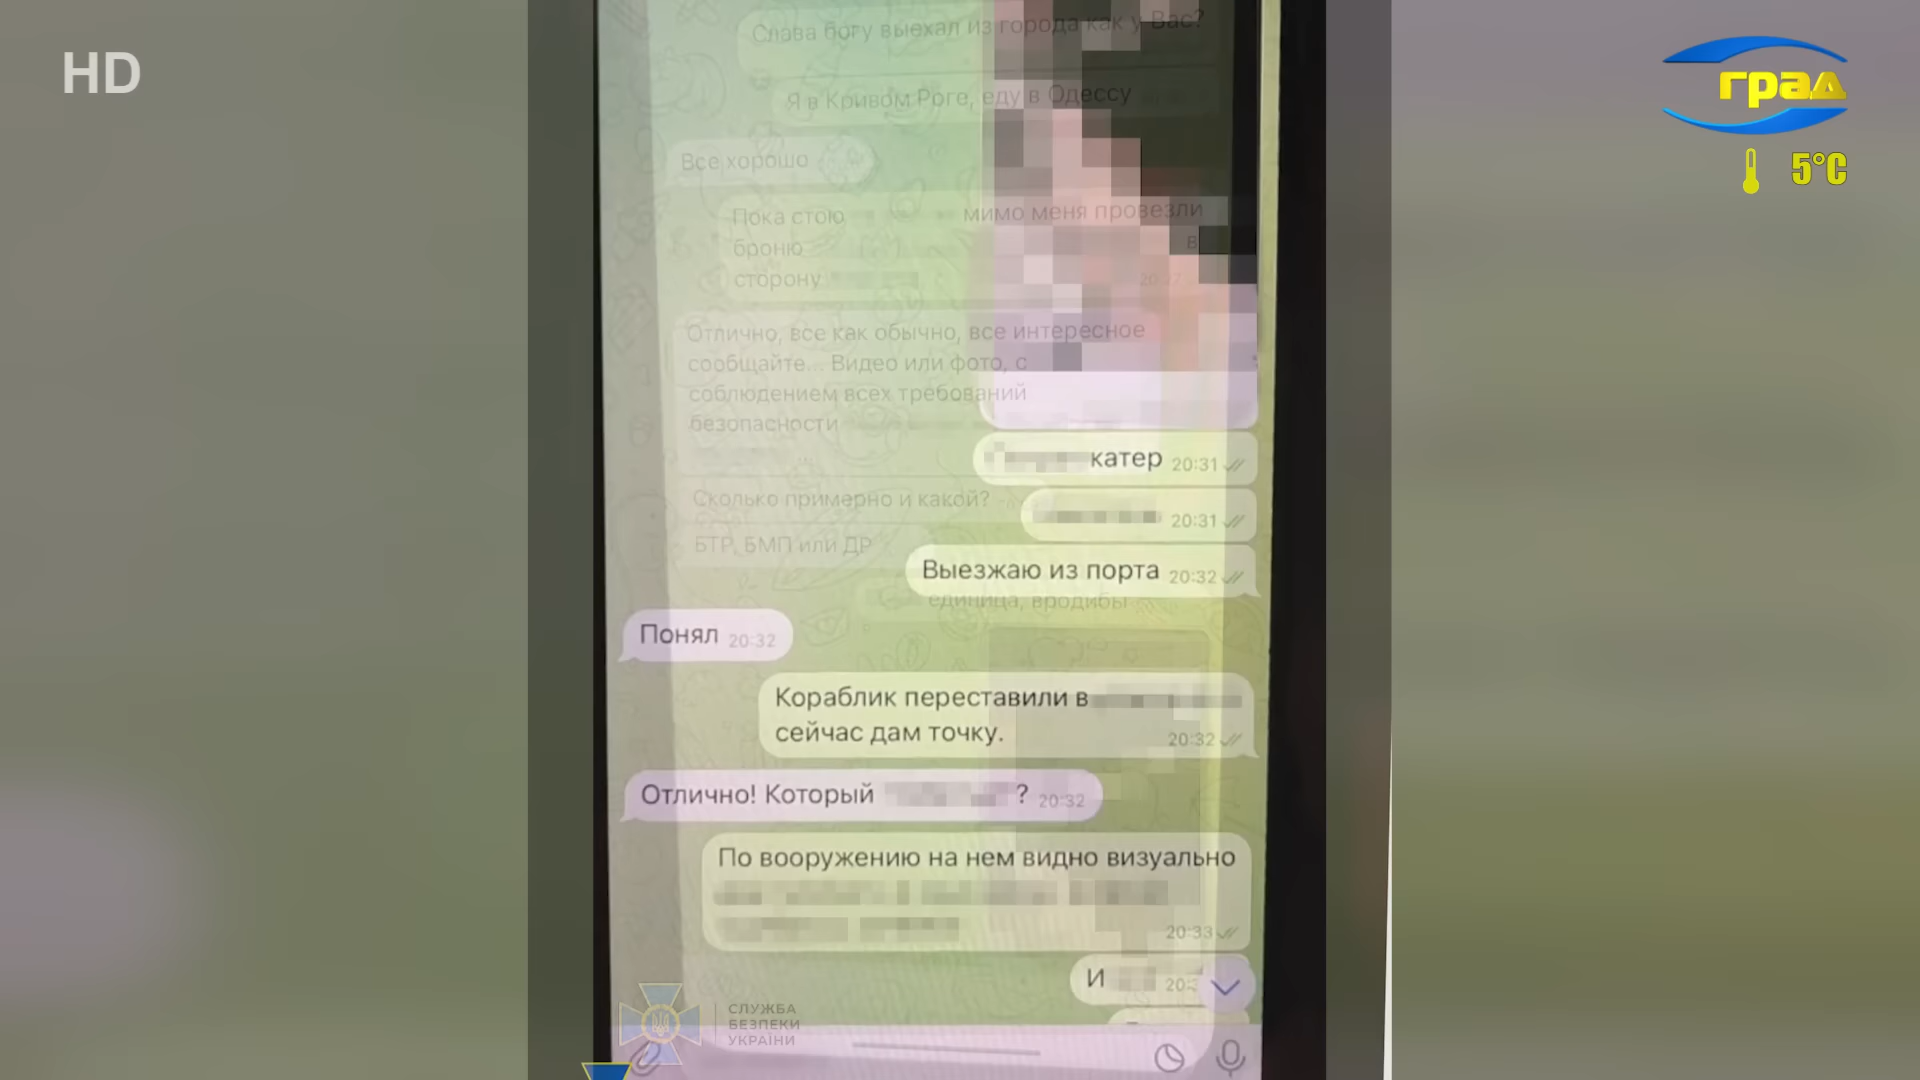 HD
град
5°C
Слава богу выехал из города как у Вас?
Я в Кривом Роге, еду в Одессу
Все хорошо
Пока стою мимо меня провезли
броню в
сторону
Отлично, все как обычно, все интересное
сообщайте... Видео или фото, с
соблюдением всех требований
безопасности
катер 20:31
20:31
Сколько примерно и какой?
БТР, БМП или ДР
Выезжаю из порта 20:32
единица, вродибы
Понял 20:32
Кораблик переставили в
сейчас дам точку. 20:32
Отлично! Который ? 20:32
По вооружению на нем видно визуально
20:33
И
СЛУЖБА
БЕЗПЕКИ
УКРАЇНИ